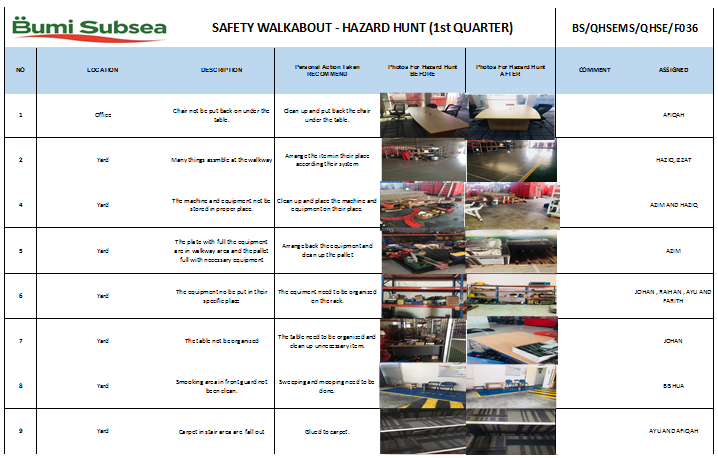 Bumi Subsea
SAFETY WALKABOUT - HAZARD HUNT (1st QUARTER)
BS/QHSEMS/QHSE/F036
NO
LOCATION
DESCRIPTION
Personal Action Taken
RECOMMEND
Photos For Hazard Hunt
BEFORE
Photos For Hazard Hunt
AFTER
COMMENT
ASSIGNED
1
Office
Chair not be put back on under the
table.
Clean up and put back the chair
under the table.
AFIQAH
2
Yard
Many things assmble at the walkway
Arrange the item in their place
according their system
HAZIQ, IZZAT
4
Yard
The machine and equipment not be
stored in proper place.
Clean up and place the machine and
equipment on their place.
AZIM AND HAZIQ
5
Yard
The plate with full the equipment
are in walkway area and the pallet
full with necessary equipment
Arrange back the equipment and
clean up the pallet
AZIM
6
Yard
The equipment no be put in their
specific place
The equiment need to be organised
on the rack.
JOHAN , RAIHAN , AYU AND
FARITH
7
Yard
The table not be organized
The table need to be organised and
clean up unnecessary item.
JOHAN
8
Yard
Smooking area in front guard not
been clean.
Sweeping and mopping need to be
done.
BISHUA
9
Yard
Carpet in stair area are fall out
Glued to carpet.
AYU AND AFIQAH